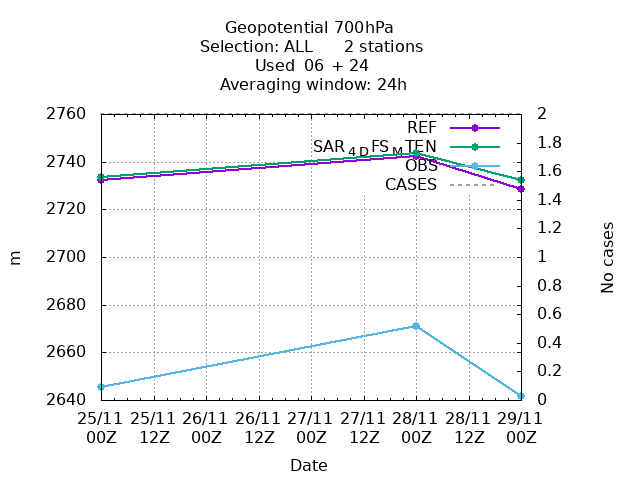 Geopotential 700hPa
Selection: ALL      2 stations
Used  06 + 24
Averaging window: 24h
2760
2740
2720
2700
2680
2660
2640
m
REF
SAR4DFSMTEN
OBS
CASES
2
1.8
1.6
1.4
1.2
1
0.8
0.6
0.4
0.2
0
No cases
25/11 25/11 26/11 26/11 27/11 27/11 28/11 28/11 29/11
00Z 12Z 00Z 12Z 00Z 12Z 00Z 12Z 00Z
Date